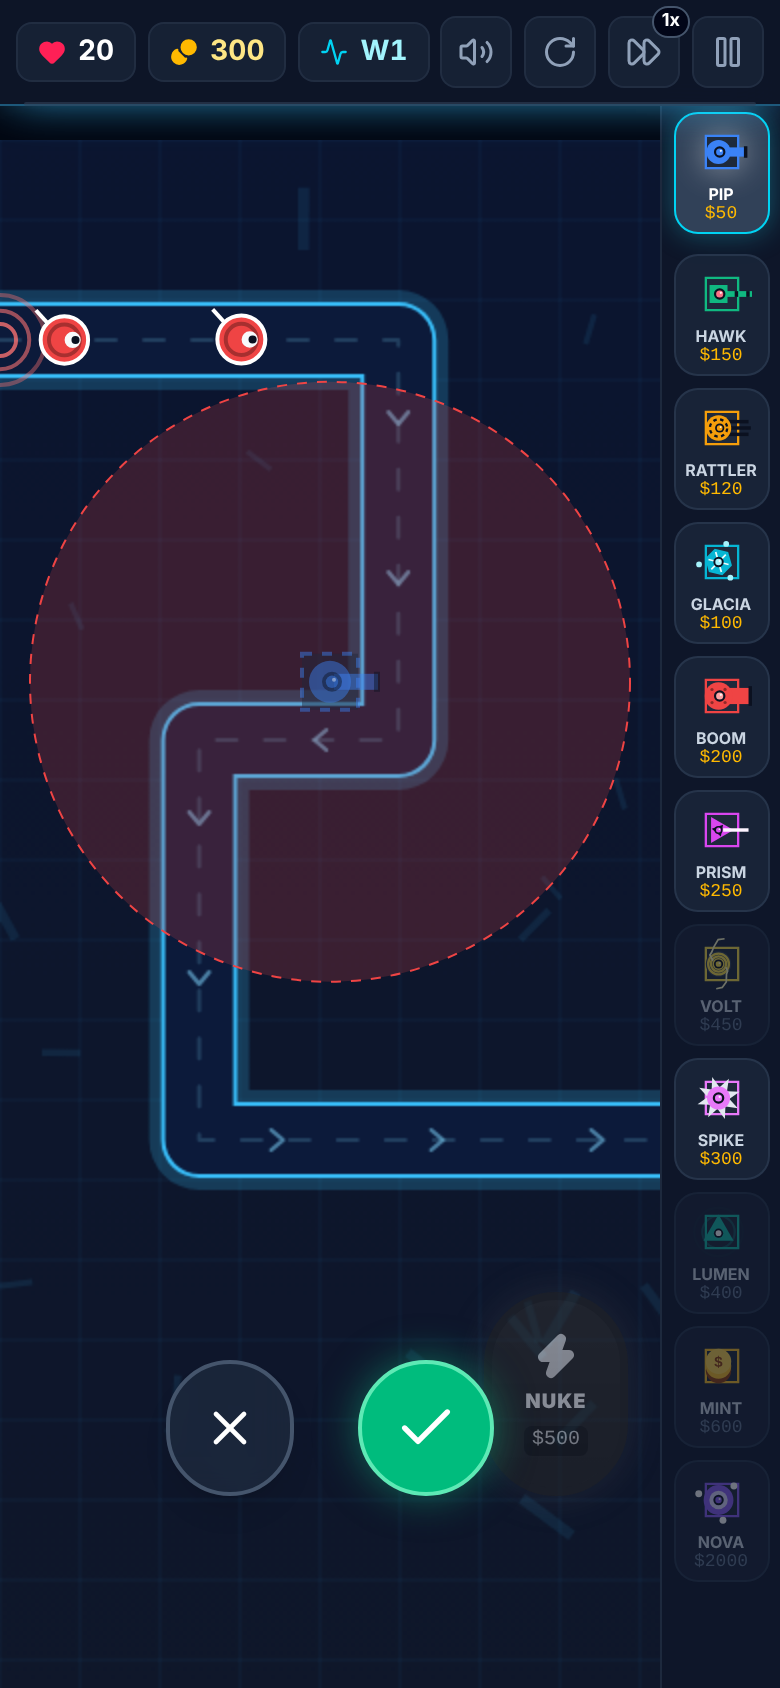 20
300
W1
1x
PIP
$50
HAWK
$150
RATTLER
$120
GLACIA
$100
BOOM
$200
PRISM
$250
VOLT
$450
SPIKE
$300
LUMEN
$400
$
MINT
$600
NOVA
$2000
NUKE
$500